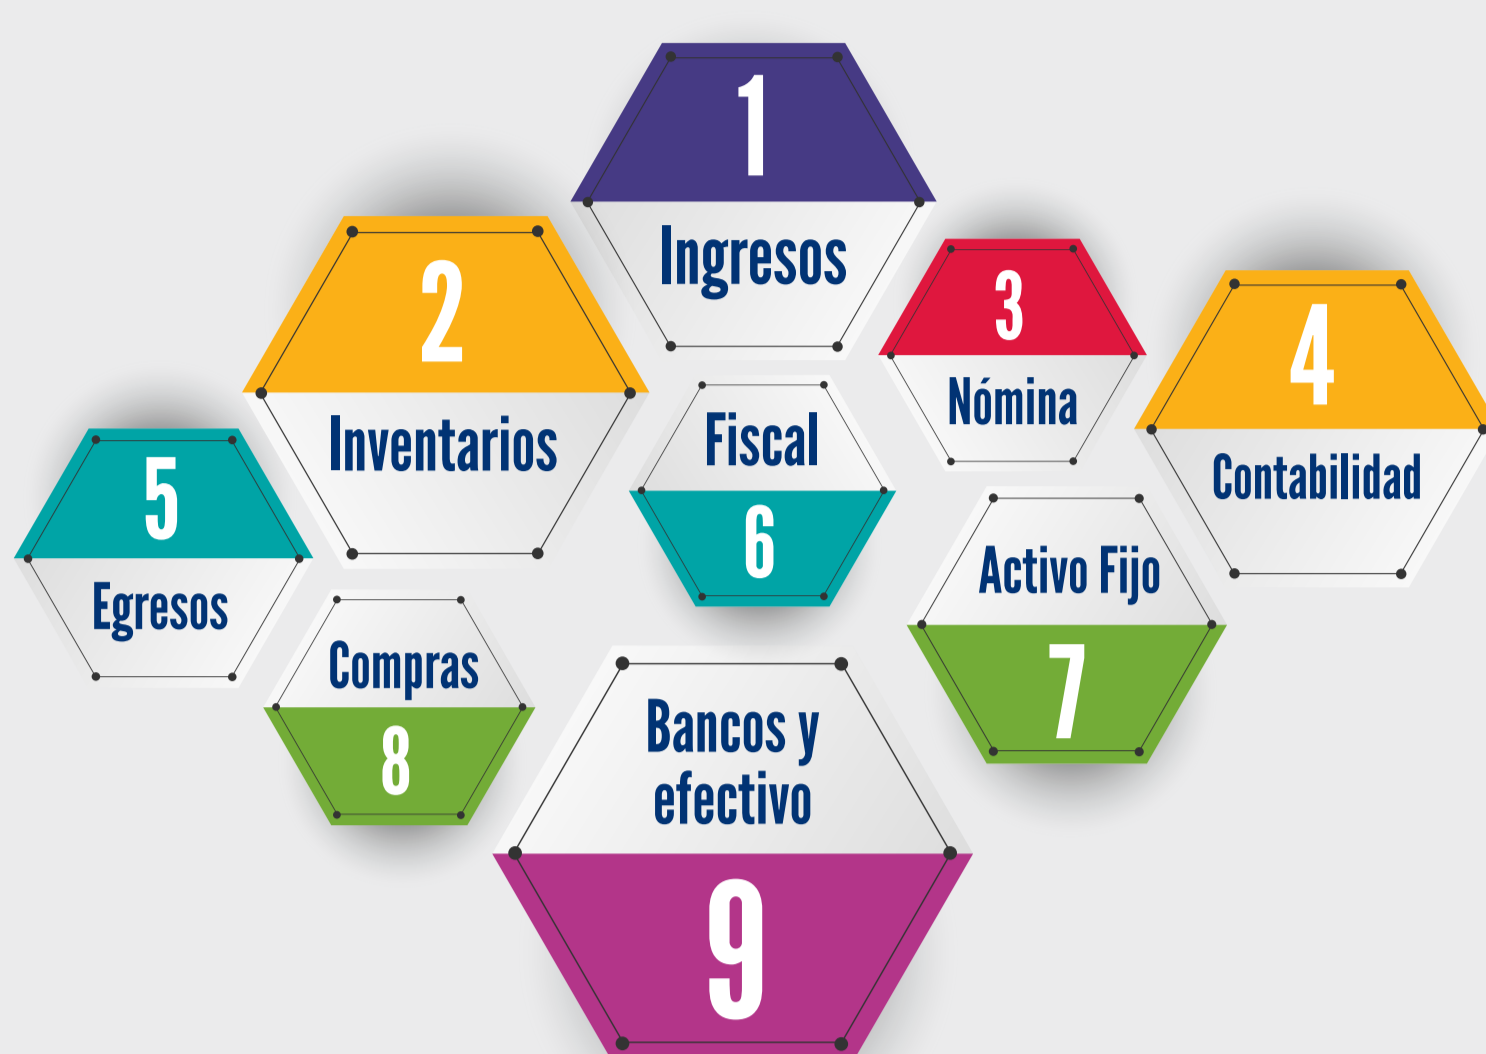 1
Ingresos
2
Inventarios
3
Nómina
4
Contabilidad
5
Egresos
Fiscal
6
Activo Fijo
7
Compras
8
Bancos y
efectivo
9